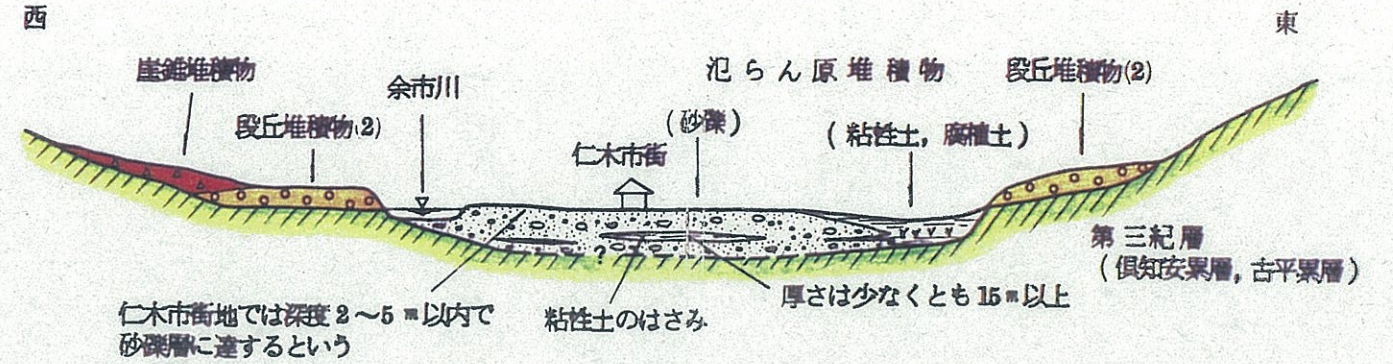 西
東
崖錐堆積物
余市川
氾らん原堆積物
段丘堆積物(2)
段丘堆積物(2)
(砂礫)
(粘性土,腐植土)
仁木市街
?
第三紀層
(倶知安累層,古平累層)
仁木市街地では深度2~5m以内で
砂礫層に達するという
粘性土のはさみ
厚さは少なくとも15m以上